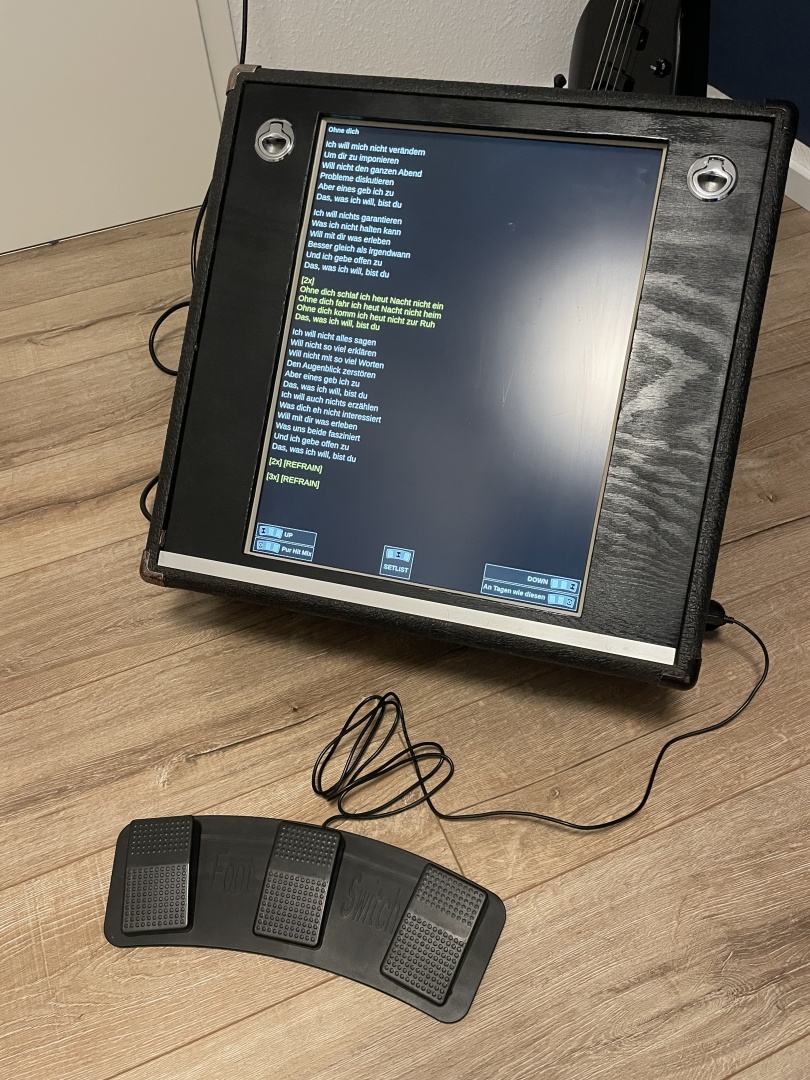 Ohne dich
Ich will mich nicht verändern
Um dir zu imponieren
Will nicht den ganzen Abend
Probleme diskutieren
Aber eines geb ich zu
Das, was ich will, bist du
Ich will nichts garantieren
Was ich nicht halten kann
Will mit dir was erleben
Besser gleich als irgendwann
Und ich gebe offen zu
Das, was ich will, bist du
[2x]
Ohne dich schlaf ich heut Nacht nicht ein
Ohne dich fahr ich heut Nacht nicht heim
Ohne dich komm ich heut nicht zur Ruh
Das, was ich will, bist du
Ich will nicht alles sagen
Will nicht so viel erklären
Will nicht mit so viel Worten
Den Augenblick zerstören
Aber eines geb ich zu
Das, was ich will, bist du
Ich will auch nichts erzählen
Was dich eh nicht interessiert
Will mit dir was erleben
Was uns beide fasziniert
Und ich gebe offen zu
Das, was ich will, bist du
[2x] [REFRAIN]
[3x] [REFRAIN]
UP
Pur Hit Mix
SETLIST
DOWN
An Tagen wie diesen
Foot Switch